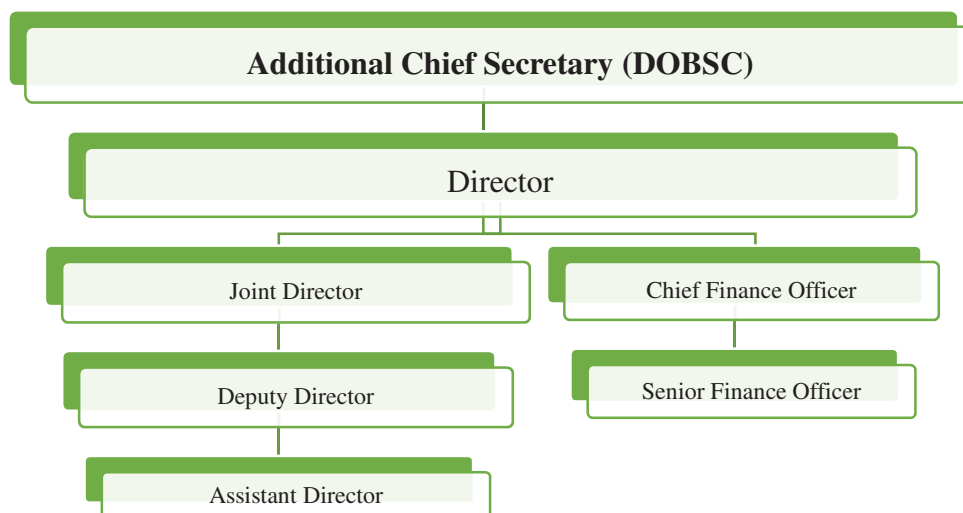 Additional Chief Secretary (DOBSC)
Director
Joint Director
Chief Finance Officer
Deputy Director
Senior Finance Officer
Assistant Director